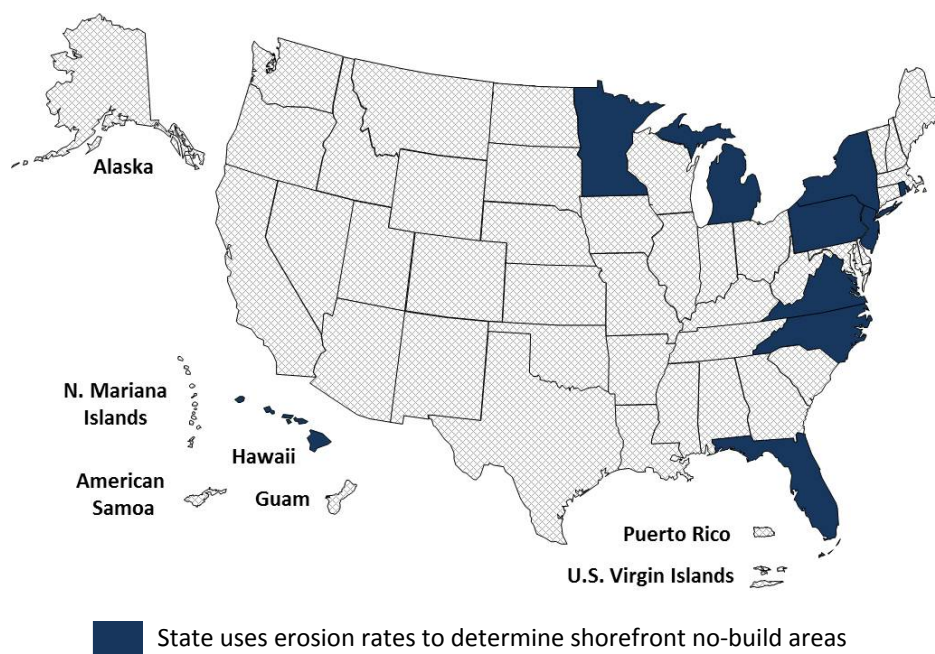 Alaska
N. Mariana
Islands
Hawaii
American
Samoa
Guam
Puerto Rico
U.S. Virgin Islands
State uses erosion rates to determine shorefront no-build areas